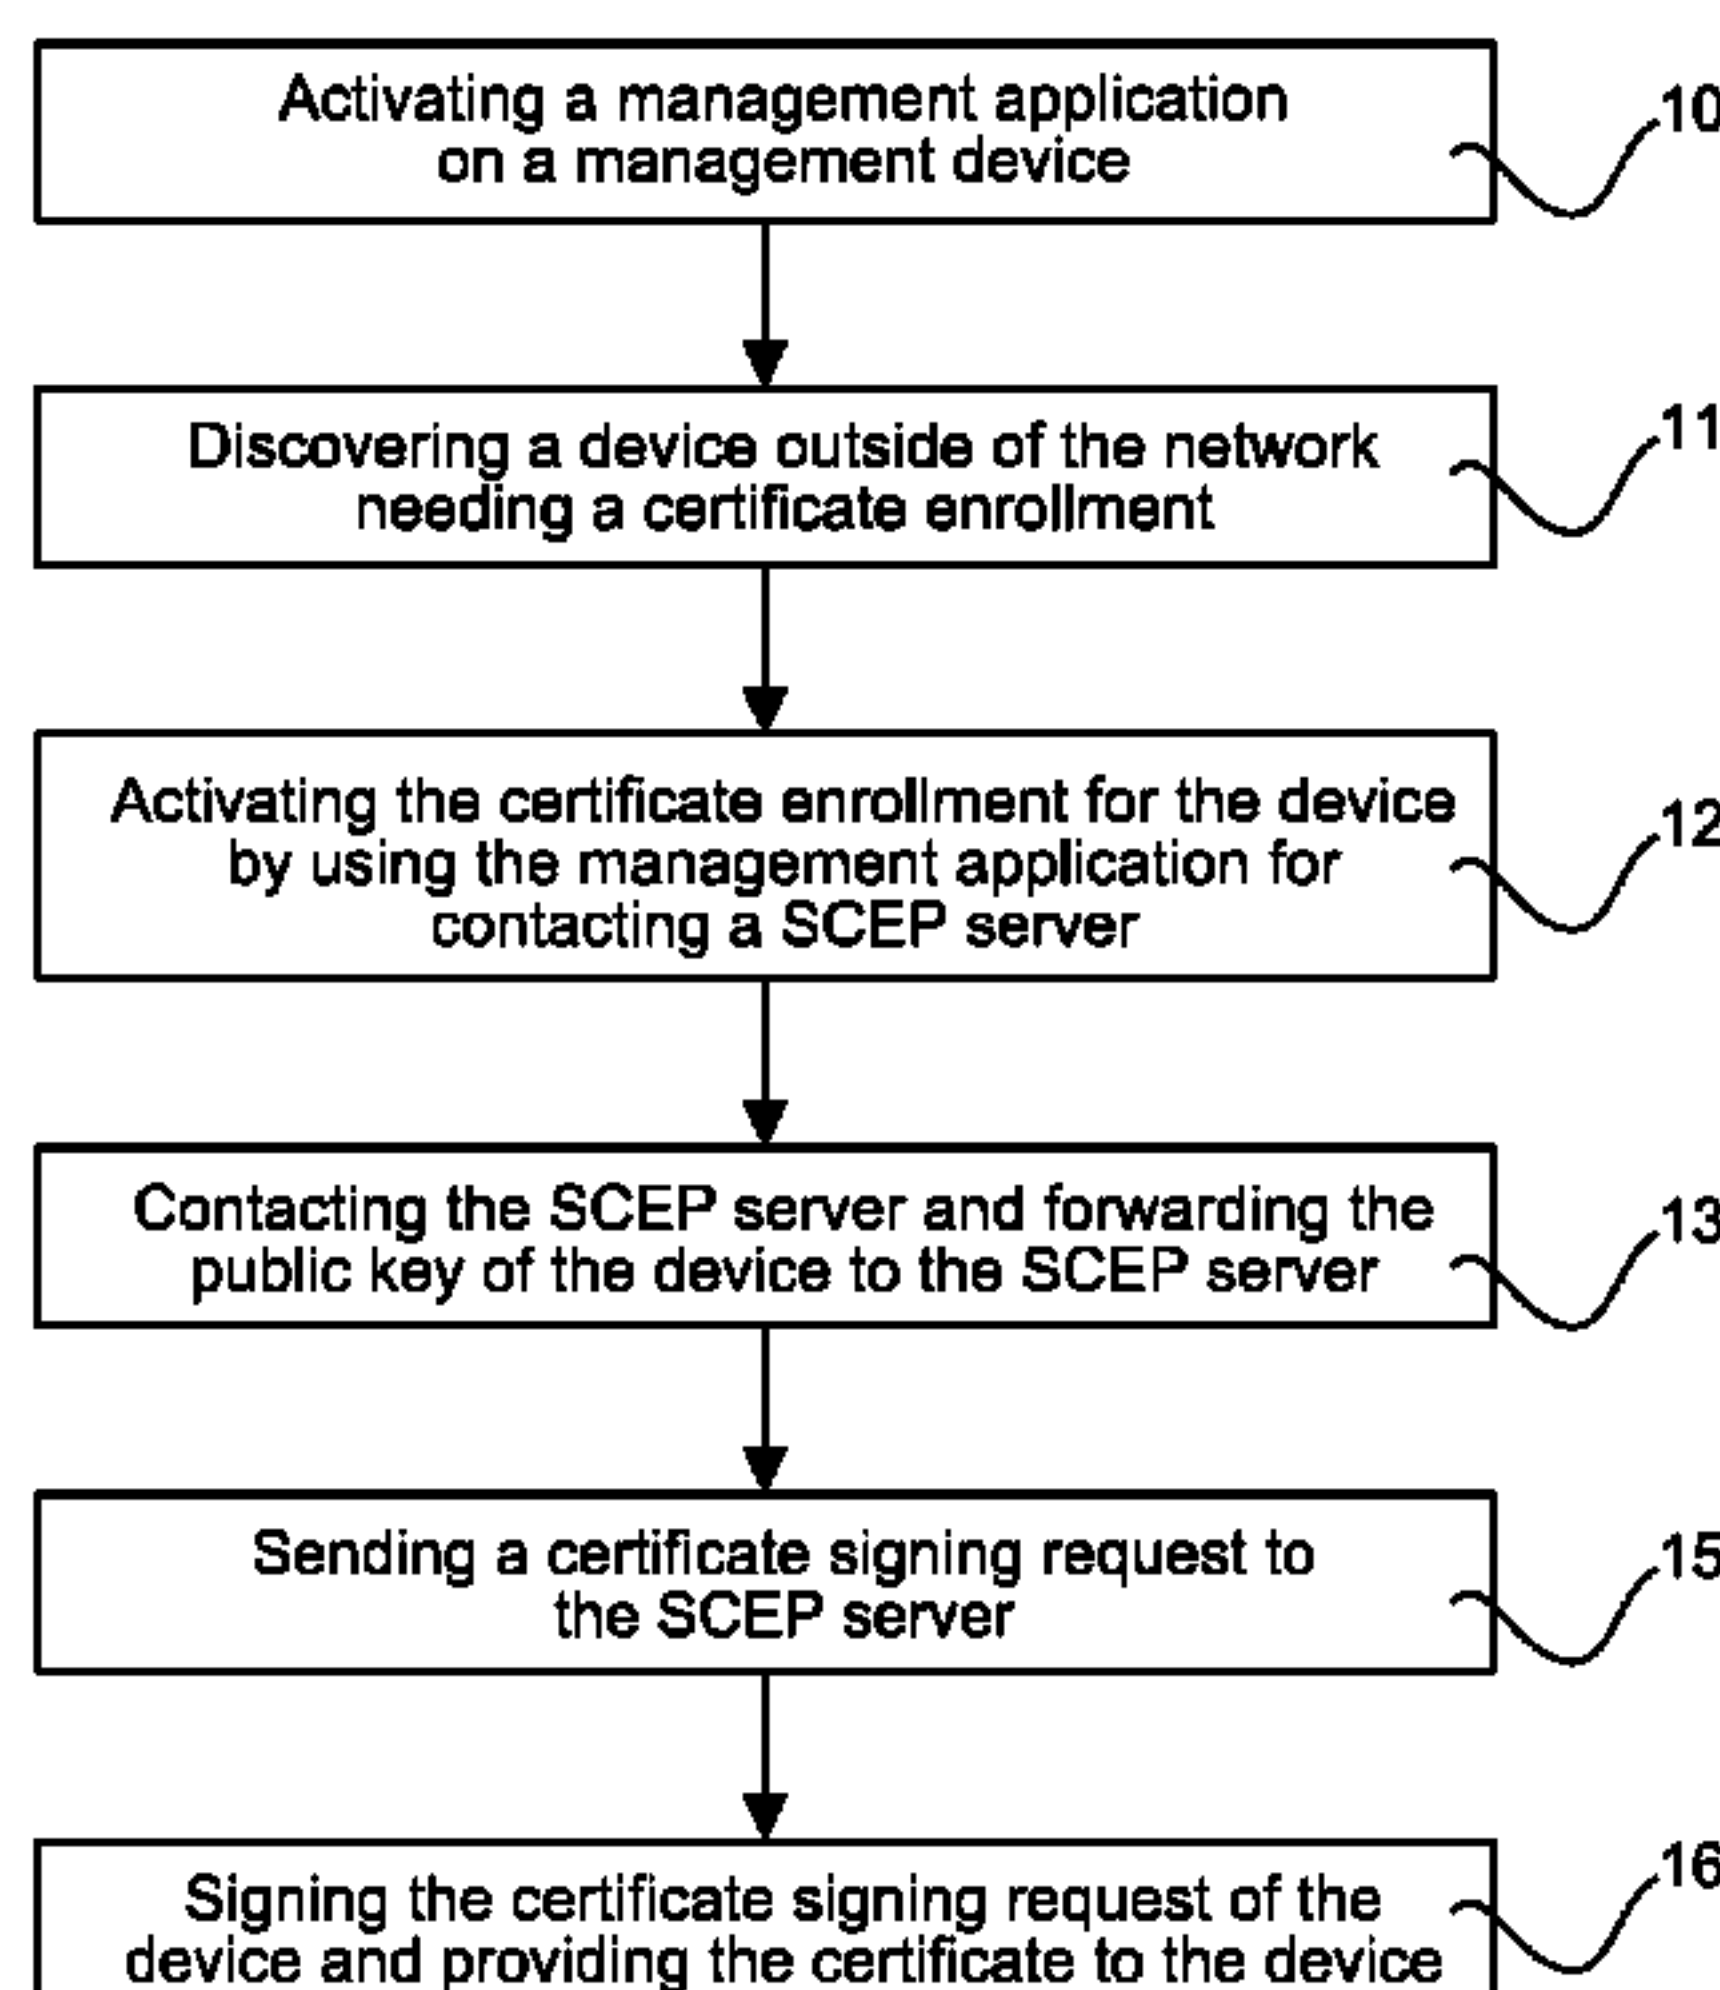 Activating a management application
on a management device
10
Discovering a device outside of the network
needing a certificate enrollment
11
Activating the certificate enrollment for the device
by using the management application for
contacting a SCEP server
12
Contacting the SCEP server and forwarding the
public key of the device to the SCEP server
13
Sending a certificate signing request to
the SCEP server
15
Signing the certificate signing request of the
device and providing the certificate to the device
16